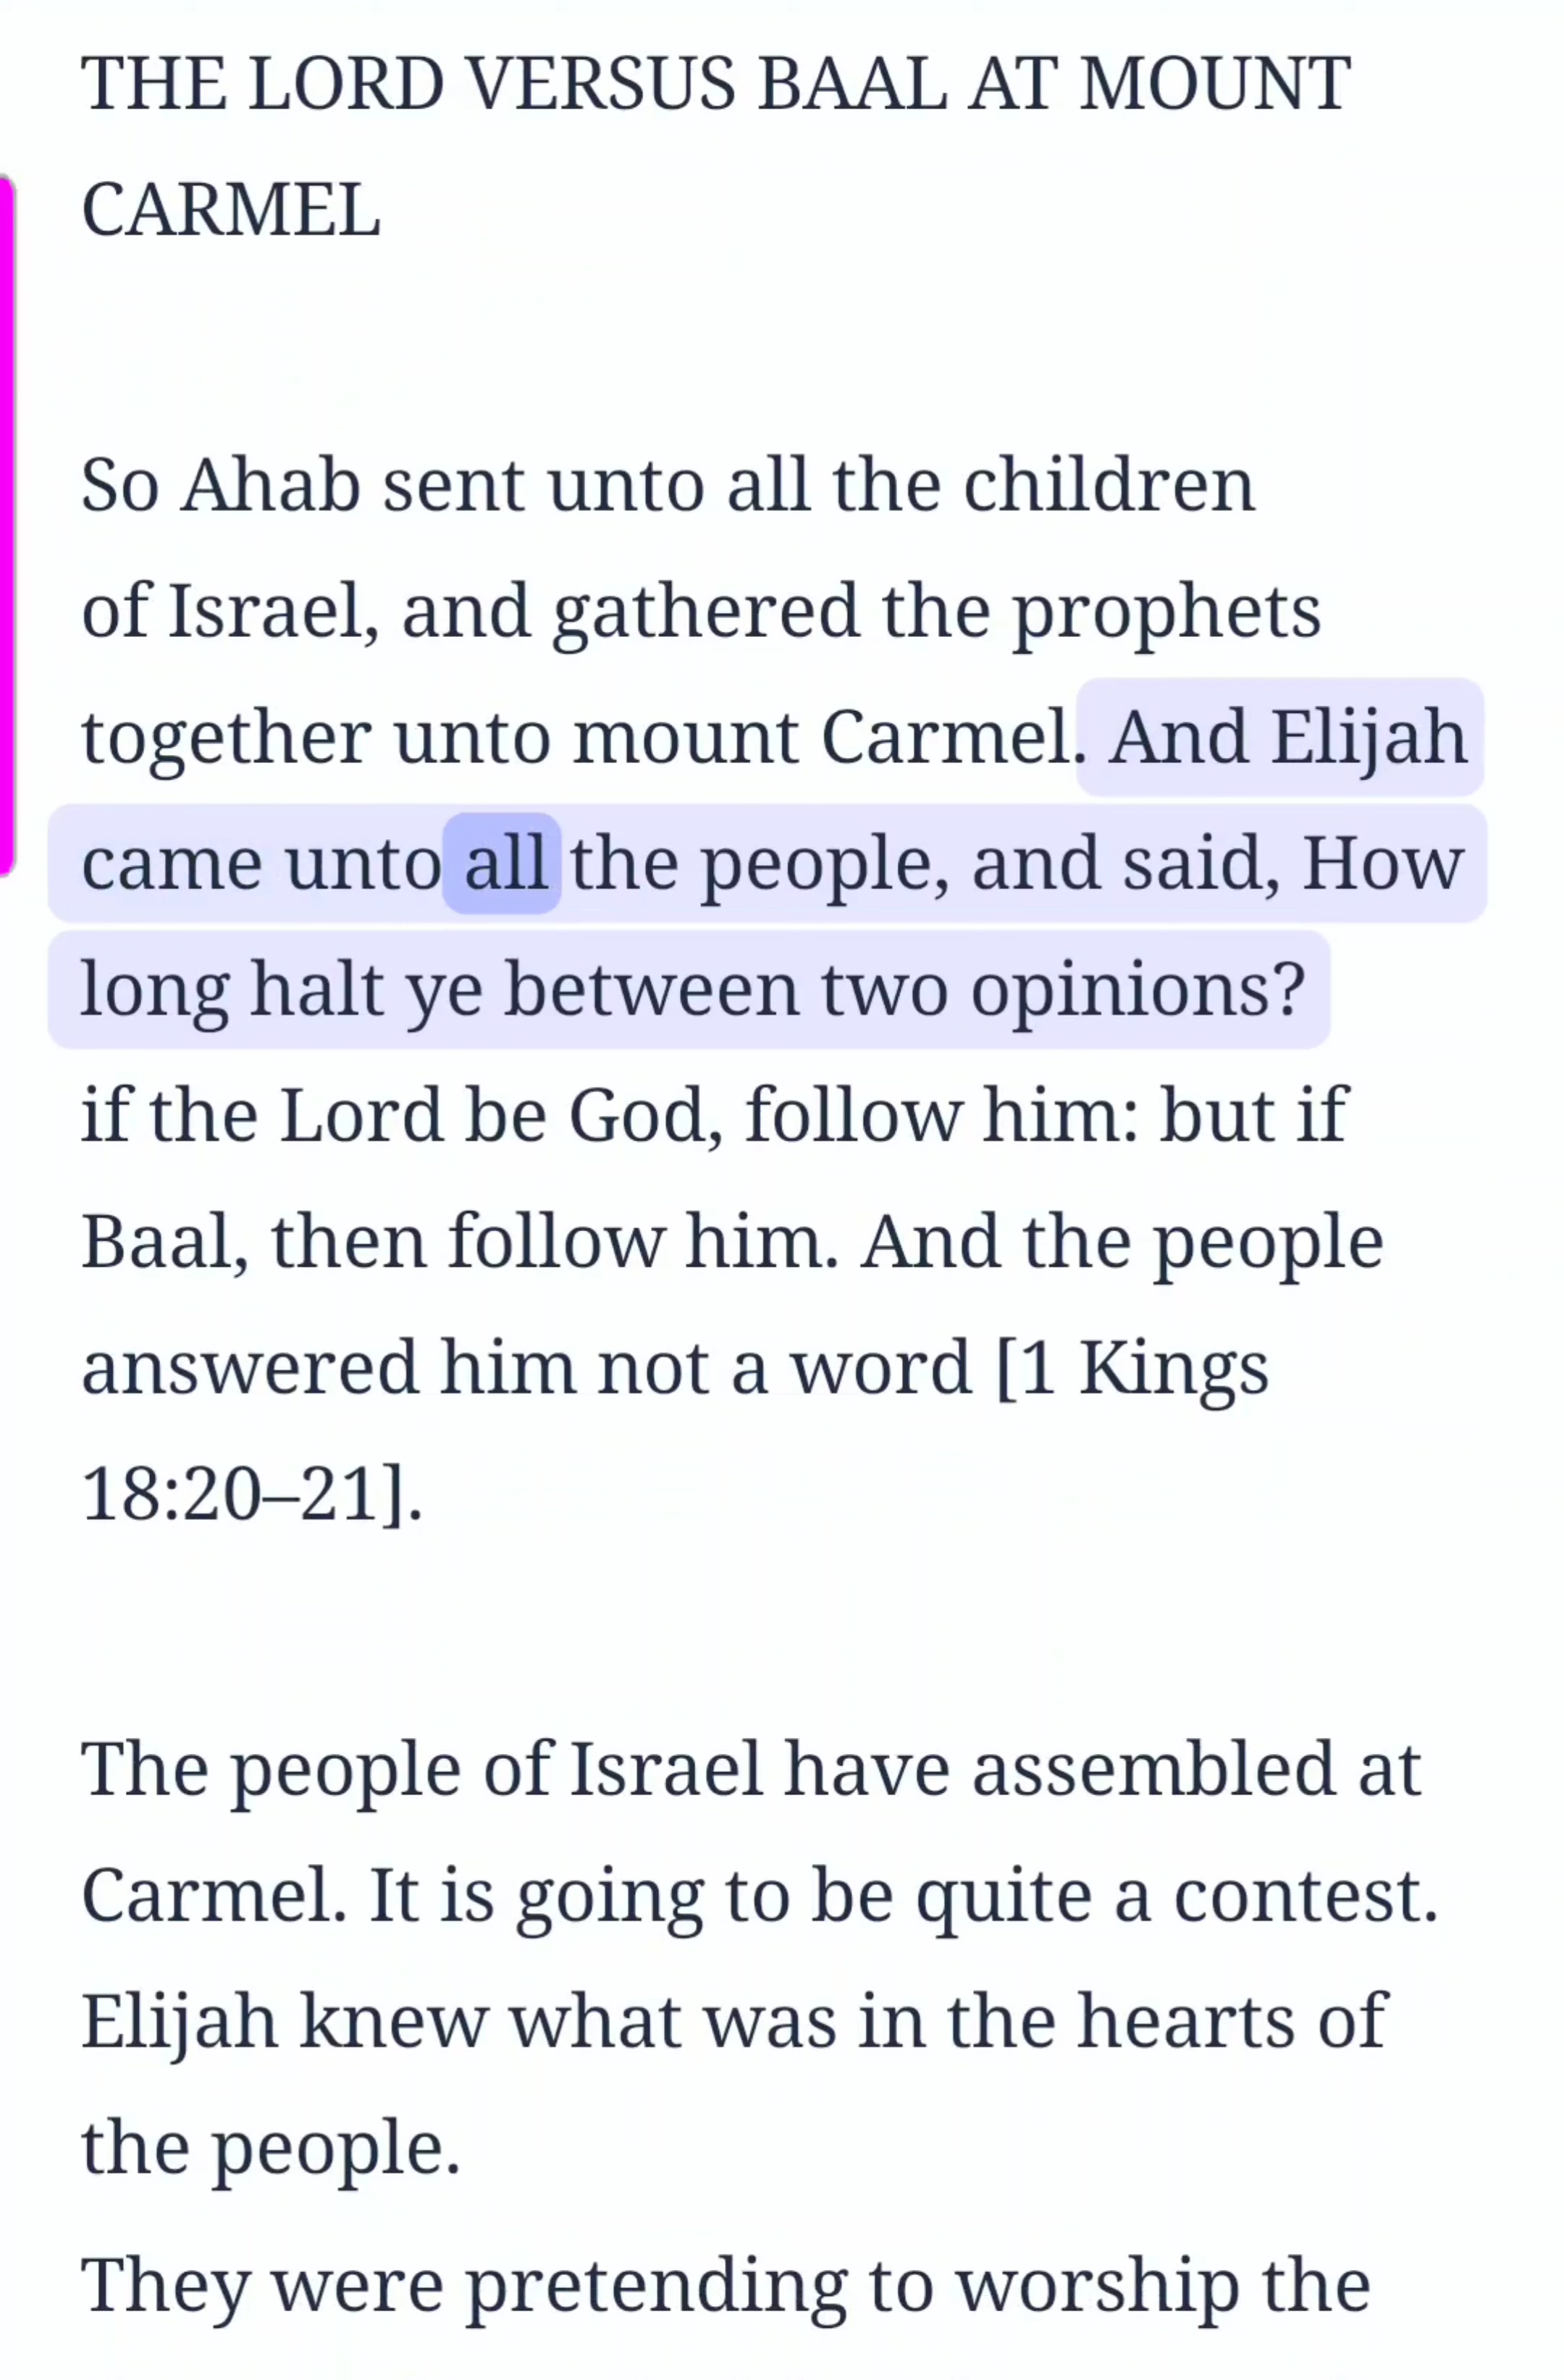 THE LORD VERSUS BAAL AT MOUNT
CARMEL
So Ahab sent unto all the children
of Israel, and gathered the prophets
together unto mount Carmel. And Elijah
came unto all the people, and said, How
long halt ye between two opinions?
if the Lord be God, follow him: but if
Baal, then follow him. And the people
answered him not a word [1 Kings
18:20–21].
The people of Israel have assembled at
Carmel. It is going to be quite a contest.
Elijah knew what was in the hearts of
the people.
They were pretending to worship the